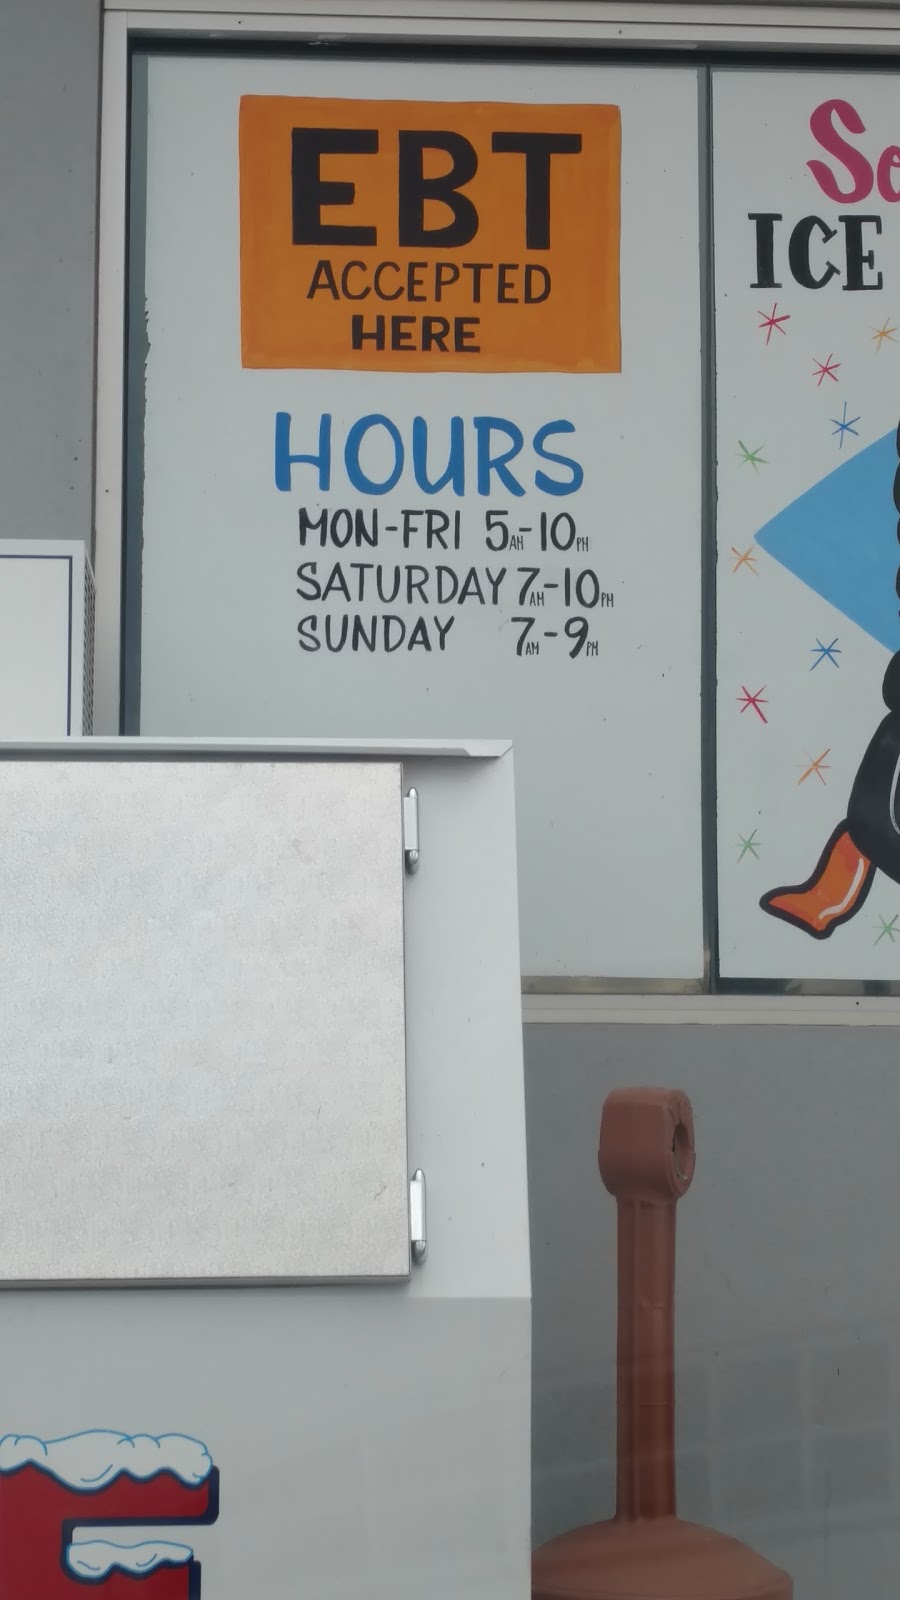 EBT
ACCEPTED
HERE
HOURS
MON-FRI 5AM-10PM
SATURDAY 7AM-10PM
SUNDAY 7AM-9PM
ICE